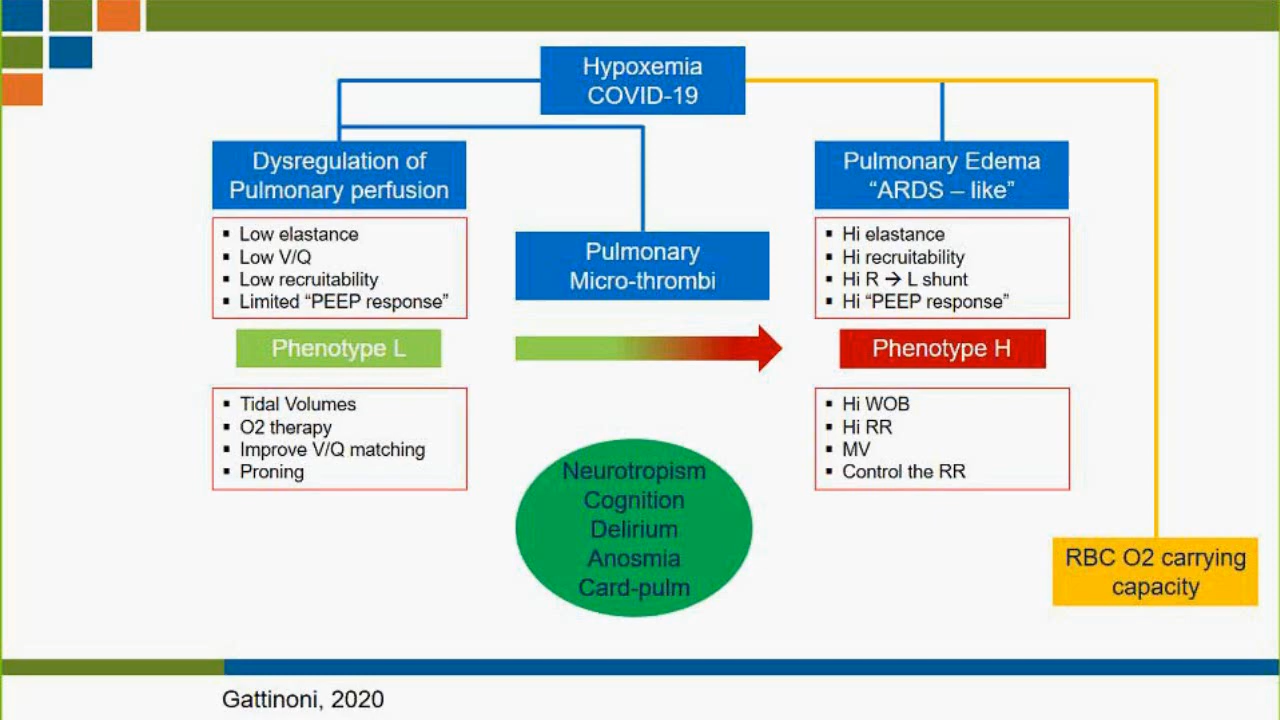 Hypoxemia
COVID-19
Dysregulation of
Pulmonary perfusion
▪ Low elastance
▪ Low V/Q
▪ Low recruitability
▪ Limited “PEEP response”
Phenotype L
▪ Tidal Volumes
▪ O2 therapy
▪ Improve V/Q matching
▪ Proning
Pulmonary
Micro-thrombi
Neurotropism
Cognition
Delirium
Anosmia
Card-pulm
Pulmonary Edema
“ARDS – like”
▪ Hi elastance
▪ Hi recruitability
▪ Hi R → L shunt
▪ Hi “PEEP response”
Phenotype H
▪ Hi WOB
▪ Hi RR
▪ MV
▪ Control the RR
RBC O2 carrying
capacity
Gattinoni, 2020